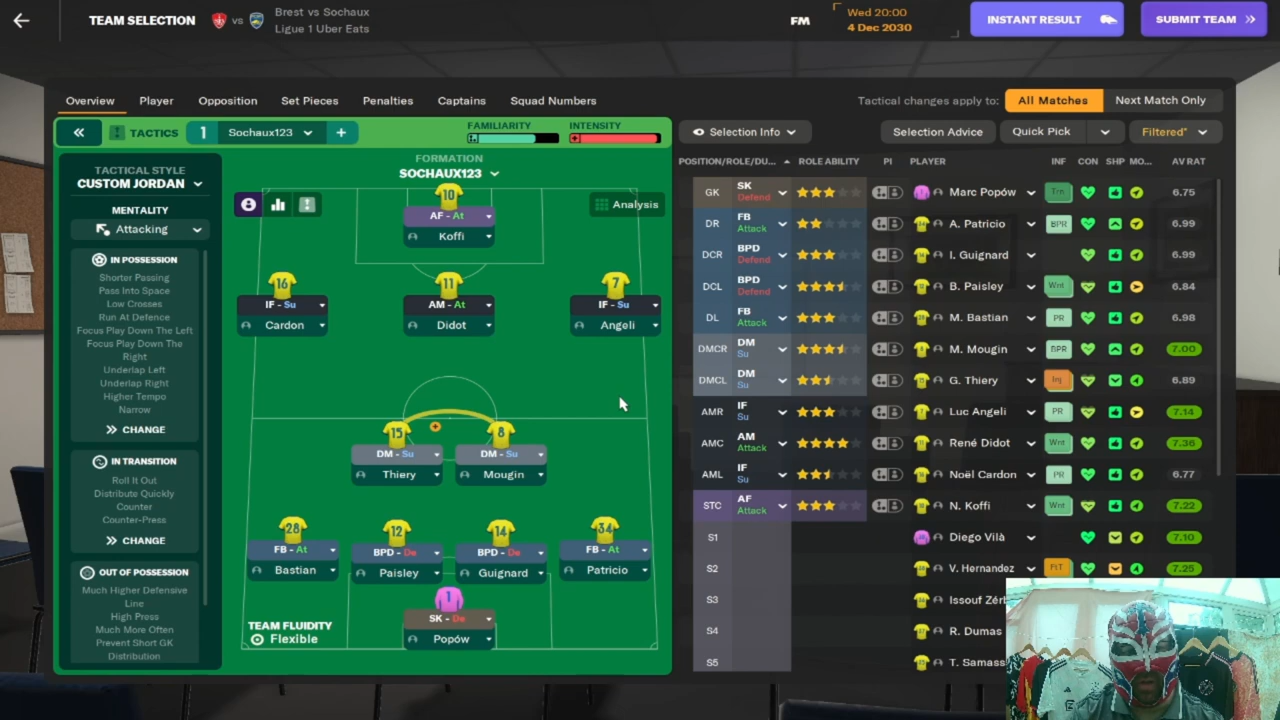 TEAM SELECTION
vs
Brest vs Sochaux
Ligue 1 Uber Eats
FM
Wed 20:00
4 Dec 2030
INSTANT RESULT
SUBMIT TEAM
Overview
Player
Opposition
Set Pieces
Penalties
Captains
Squad Numbers
Tactical changes apply to:
All Matches
Next Match Only
TACTICS
1
Sochaux123
+
FAMILIARITY
INTENSITY
Selection Info
Selection Advice
Quick Pick
Filtered*
TACTICAL STYLE
CUSTOM JORDAN
MENTALITY
Attacking
IN POSSESSION
Shorter Passing
Pass Into Space
Low Crosses
Run At Defence
Focus Play Down The Left
Focus Play Down The
Right
Underlap Left
Underlap Right
Higher Tempo
Narrow
CHANGE
IN TRANSITION
Roll It Out
Distribute Quickly
Counter
Counter-Press
CHANGE
OUT OF POSSESSION
Much Higher Defensive
Line
High Press
Much More Often
Prevent Short GK
Distribution
FORMATION
SOCHAUX123
Analysis
10
AF - At
Koffi
16
IF - Su
Cardon
11
AM - At
Didot
7
IF - Su
Angeli
15
DM - Su
Thiery
8
DM - Su
Mougin
28
FB - At
Bastian
12
BPD - De
Paisley
14
BPD - De
Guignard
34
FB - At
Patricio
1
SK - De
Popów
TEAM FLUIDITY
Flexible
POSITION/ROLE/DU... ROLE ABILITY PI PLAYER INF CON SHP MO... AV RAT
GK SK Defend Marc Popów Trn 6.75
DR FB Attack A. Patricio BPR 6.99
DCR BPD Defend I. Guignard 6.99
DCL BPD Defend B. Paisley Wnt 6.84
DL FB Attack M. Bastian PR 6.98
DMCR DM Su M. Mougin BPR 7.00
DMCL DM Su G. Thiery Inj 6.89
AMR IF Su Luc Angeli PR 7.14
AMC AM Attack René Didot Wnt 7.36
AML IF Su Noël Cardon PR 6.77
STC AF Attack N. Koffi Wnt 7.22
S1 Diego Vilà 7.10
S2 V. Hernandez FtT 7.25
S3 Issouf
S4 R. Dumas
S5 T. Samass